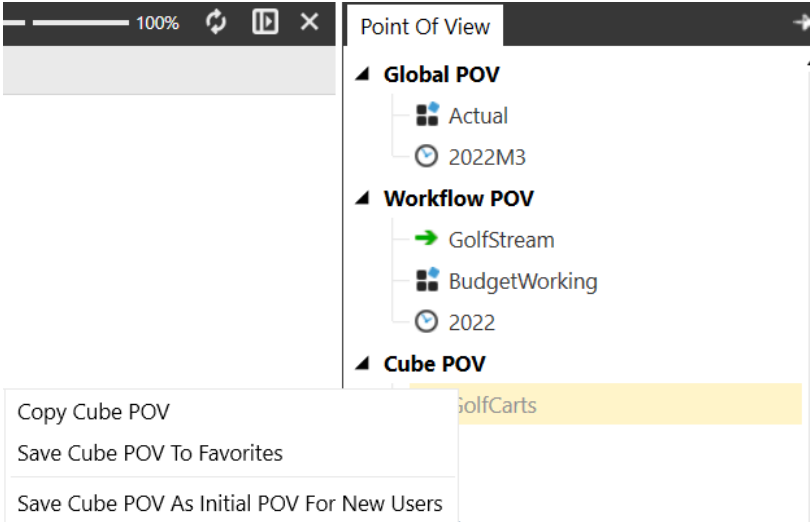 100%
Point Of View
Global POV
Actual
2022M3
Workflow POV
GolfStream
BudgetWorking
2022
Cube POV
olfCarts
Copy Cube POV
Save Cube POV To Favorites
Save Cube POV As Initial POV For New Users